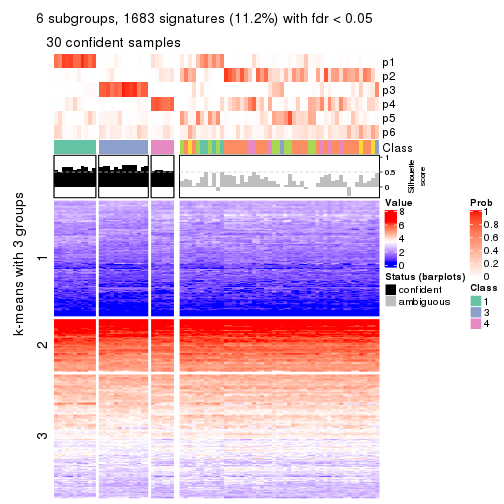 6 subgroups, 1683 signatures (11.2%) with fdr < 0.05
30 confident samples
p1
p2
p3
p4
p5
p6
Class
1
0.5
0
Silhouette
score
k-means with 3 groups
1
2
3
Value
8
6
4
2
0
Status (barplots)
confident
ambiguous
Prob
1
0.8
0.6
0.4
0.2
0
Class
1
3
4